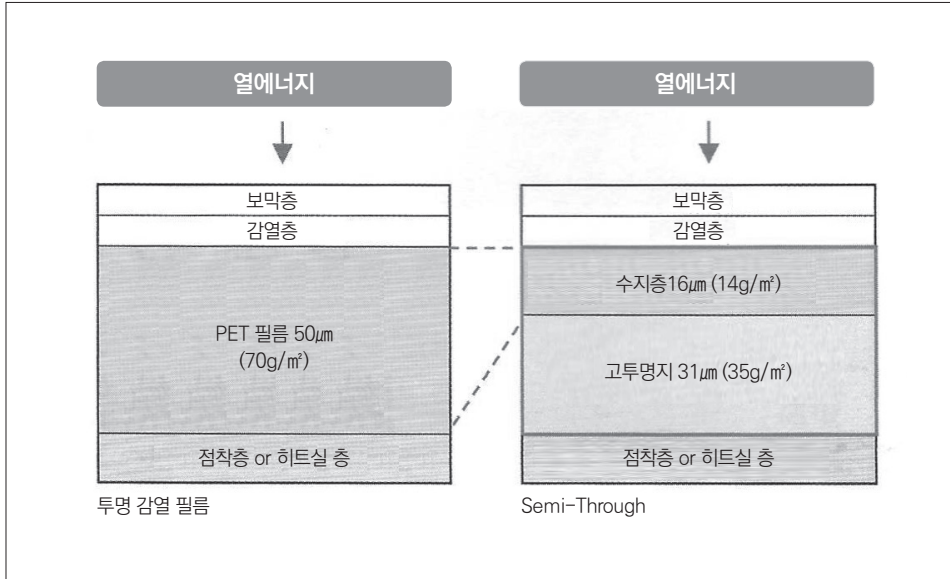 열에너지
보막층
감열층
PET 필름 50㎛
(70g/㎡)
점착층 or 히트실 층
투명 감열 필름
열에너지
보막층
감열층
수지층16㎛ (14g/㎡)
고투명지 31㎛ (35g/㎡)
점착층 or 히트실 층
Semi-Through